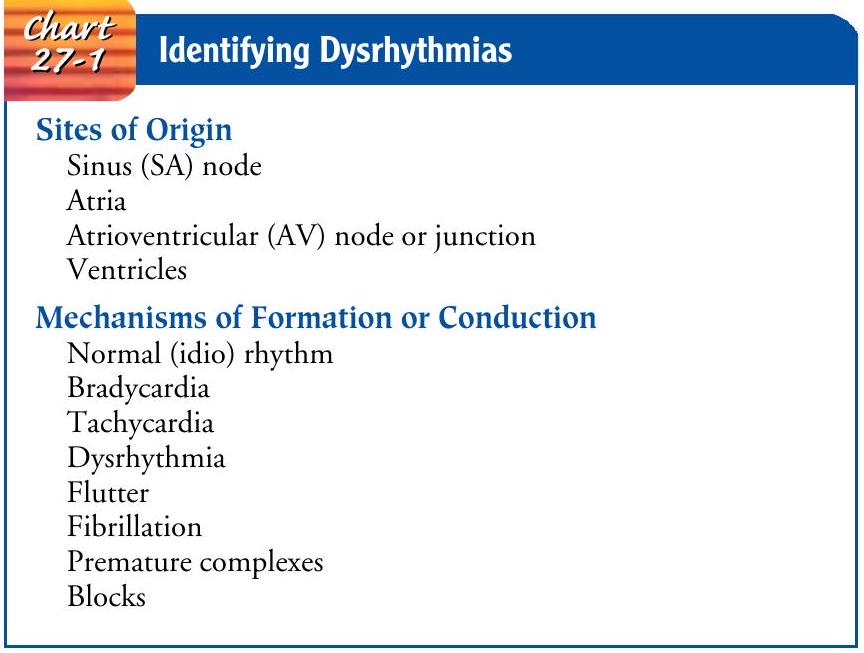 Chart
27-1
Identifying Dysrhythmias
Sites of Origin
Sinus (SA) node
Atria
Atrioventricular (AV) node or junction
Ventricles
Mechanisms of Formation or Conduction
Normal (idio) rhythm
Bradycardia
Tachycardia
Dysrhythmia
Flutter
Fibrillation
Premature complexes
Blocks